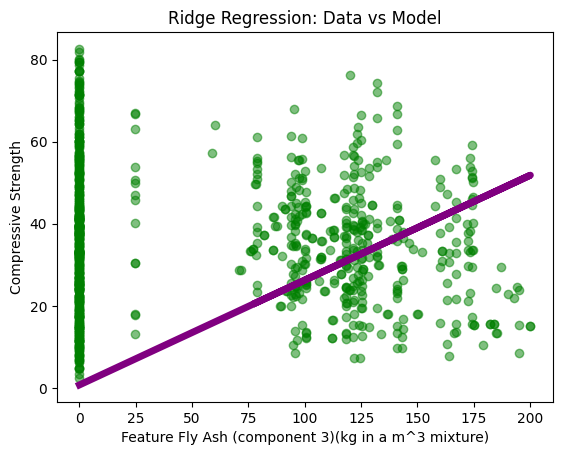 Ridge Regression: Data vs Model
Compressive Strength
80
60
40
20
0
0 25 50 75 100 125 150 175 200
Feature Fly Ash (component 3)(kg in a m^3 mixture)